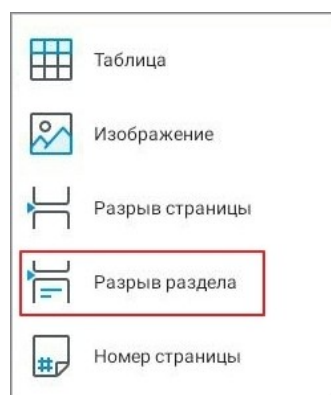 Таблица
Изображение
Разрыв страницы
Разрыв раздела
Номер страницы